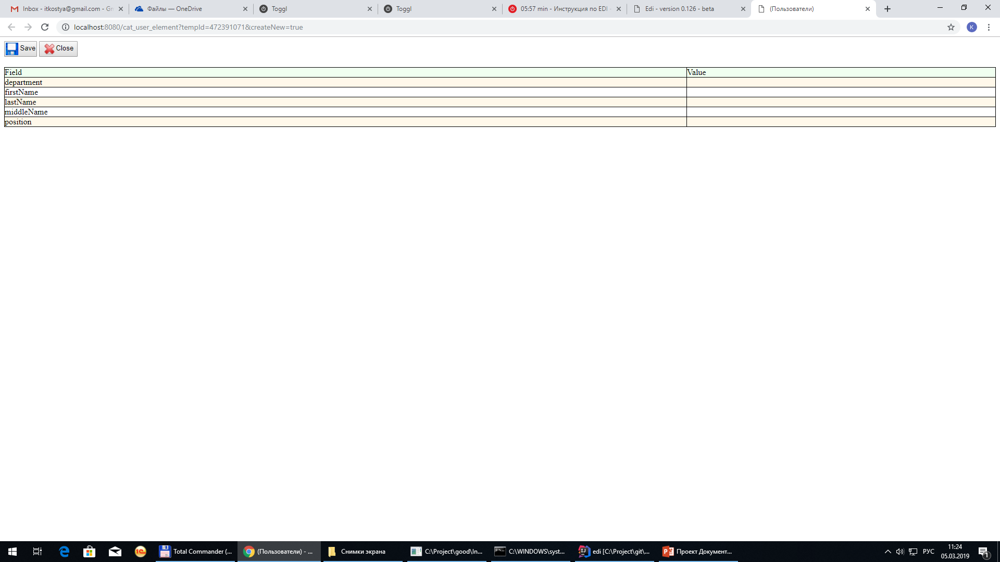 Inbox - itkostya@gmail.com - Gm
Файлы — OneDrive
Toggl
Toggl
05:57 min - Инструкция по EDI -
Edi - version 0.126 - beta
(Пользователи)
localhost:8080/cat_user_element?tempId=472391071&createNew=true
K
Save Close
Field Value
department
firstName
lastName
middleName
position
Total Commander (...
(Пользователи) - ...
Снимки экрана
C:\Project\good\In...
C:\WINDOWS\syst...
edi [C:\Project\git\...
Проект Документ...
РУС
11:24
05.03.2019
1